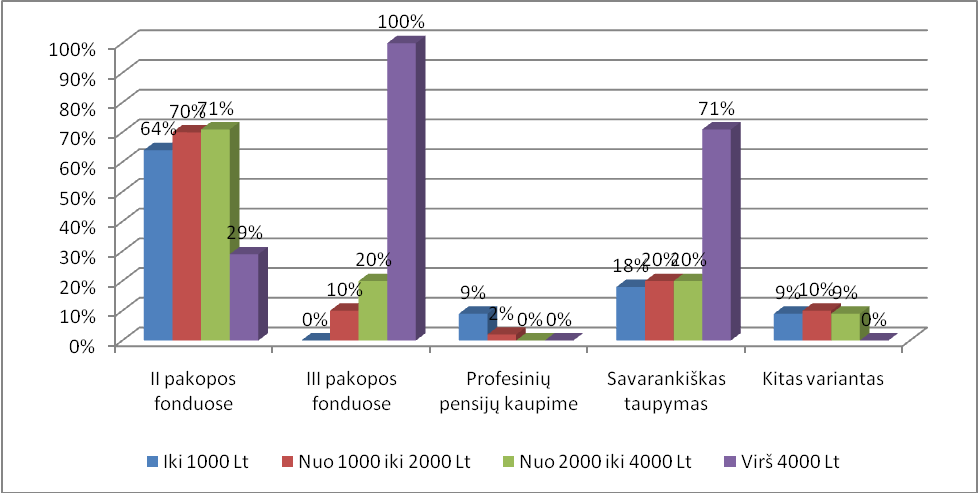 100%
90%
80%
70%
60%
50%
40%
30%
20%
10%
0%
64%
70%
71%
29%
0%
10%
20%
100%
9%
2%
0%
0%
18%
20%
20%
71%
9%
10%
9%
0%
II pakopos
fonduose
III pakopos
fonduose
Profesinių
pensijų kaupime
Savarankiškas
taupymas
Kitas variantas
Iki 1000 Lt
Nuo 1000 iki 2000 Lt
Nuo 2000 iki 4000 Lt
Virš 4000 Lt